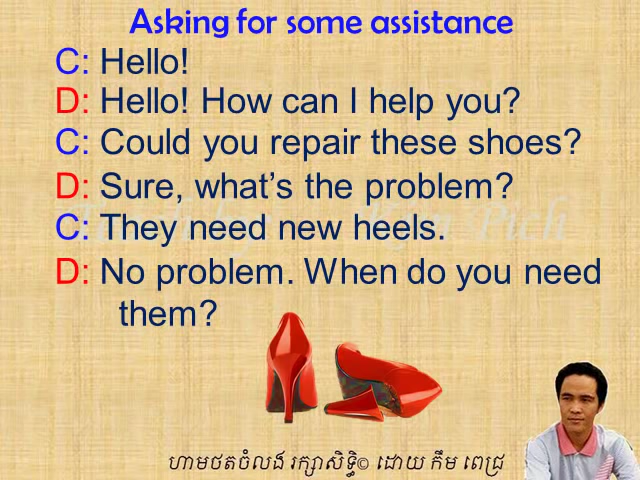 Asking for some assistance
C: Hello!
D: Hello! How can I help you?
C: Could you repair these shoes?
D: Sure, what’s the problem?
C: They need new heels.
D: No problem. When do you need
them?
ហាមថតចំលង រក្សាសិទ្ធិ© ដោយ កឹម ពេជ្រ